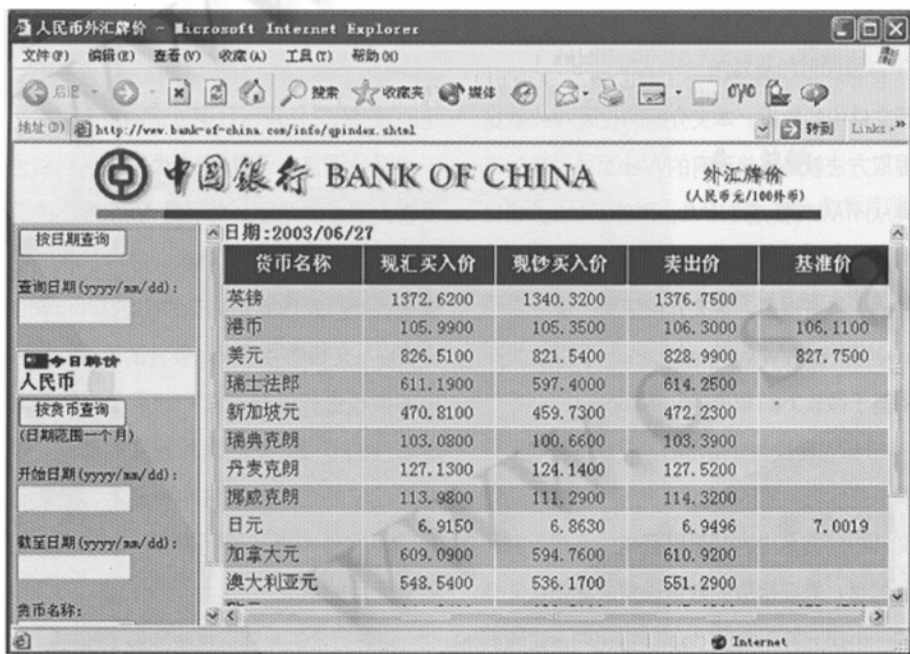 人民币外汇牌价 - Microsoft Internet Explorer
文件(F) 编辑(E) 查看(V) 收藏(A) 工具(T) 帮助(H)
后退 搜索 收藏夹 媒体
地址(D) http://www.bank-of-china.com/info/qpindex.shtml 转到 Links »
中国银行 BANK OF CHINA 外汇牌价
(人民币元/100外币)
按日期查询
查询日期(yyyy/mm/dd):
今日牌价
人民币
按货币查询
(日期范围一个月)
开始日期(yyyy/mm/dd):
截至日期(yyyy/mm/dd):
货币名称:
日期:2003/06/27
货币名称 现汇买入价 现钞买入价 卖出价 基准价
英镑 1372.6200 1340.3200 1376.7500
港币 105.9900 105.3500 106.3000 106.1100
美元 826.5100 821.5400 828.9900 827.7500
瑞士法郎 611.1900 597.4000 614.2500
新加坡元 470.8100 459.7300 472.2300
瑞典克朗 103.0800 100.6600 103.3900
丹麦克朗 127.1300 124.1400 127.5200
挪威克朗 113.9800 111.2900 114.3200
日元 6.9150 6.8630 6.9496 7.0019
加拿大元 609.0900 594.7600 610.9200
澳大利亚元 548.5400 536.1700 551.2900
Internet